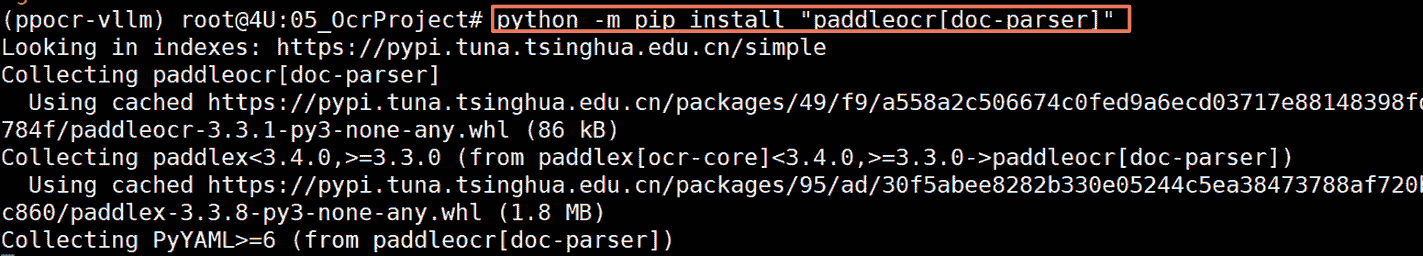 (ppocr-vllm) root@4U:05_OcrProject# python -m pip install "paddleocr[doc-parser]"
Looking in indexes: https://pypi.tuna.tsinghua.edu.cn/simple
Collecting paddleocr[doc-parser]
  Using cached https://pypi.tuna.tsinghua.edu.cn/packages/49/f9/a558a2c506674c0fed9a6ecd03717e88148398fc
784f/paddleocr-3.3.1-py3-none-any.whl (86 kB)
Collecting paddlex<3.4.0,>=3.3.0 (from paddlex[ocr-core]<3.4.0,>=3.3.0->paddleocr[doc-parser])
  Using cached https://pypi.tuna.tsinghua.edu.cn/packages/95/ad/30f5abee8282b330e05244c5ea38473788af720b
c860/paddlex-3.3.8-py3-none-any.whl (1.8 MB)
Collecting PyYAML>=6 (from paddleocr[doc-parser])